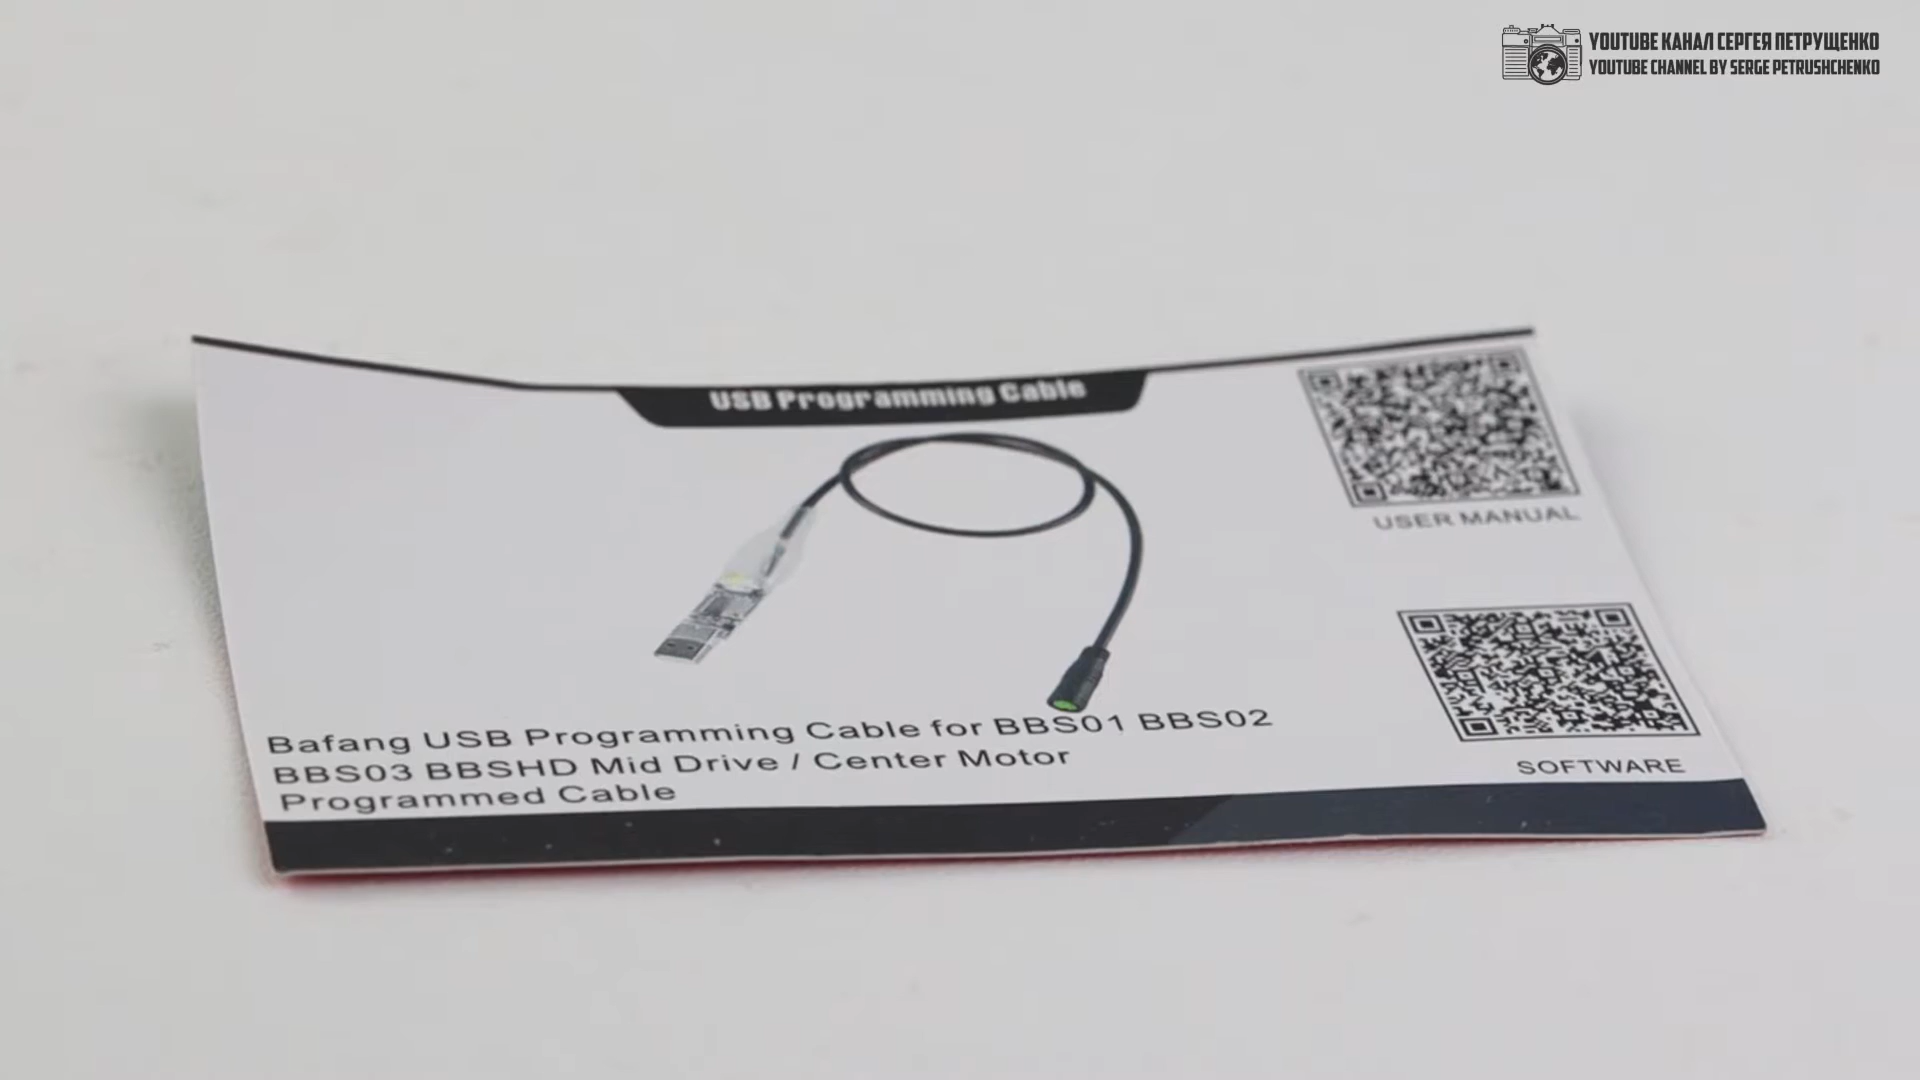 YOUTUBE КАНАЛ СЕРГЕЯ ПЕТРУЩЕНКО
YOUTUBE CHANNEL BY SERGE PETRUSHCHENKO
USB Programming Cable
USER MANUAL
Bafang USB Programming Cable for BBS01 BBS02
BBS03 BBSHD Mid Drive / Center Motor
Programmed Cable
SOFTWARE